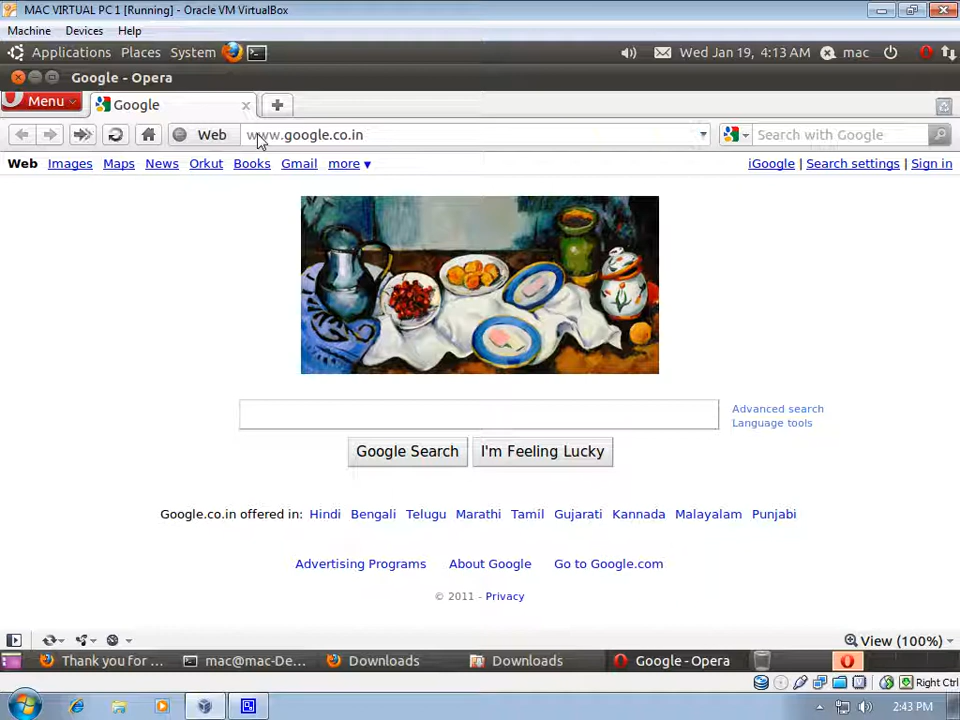 MAC VIRTUAL PC 1 [Running] - Oracle VM VirtualBox
Machine Devices Help
Applications Places System Wed Jan 19, 4:13 AM mac
Google - Opera
Menu Google
Web www.google.co.in Search with Google
Web Images Maps News Orkut Books Gmail more ▼ iGoogle | Search settings | Sign in
Advanced search
Language tools
Google Search I'm Feeling Lucky
Google.co.in offered in: Hindi Bengali Telugu Marathi Tamil Gujarati Kannada Malayalam Punjabi
Advertising Programs About Google Go to Google.com
© 2011 - Privacy
View (100%)
Thank you for ... mac@mac-De... Downloads Downloads Google - Opera
Right Ctrl
2:43 PM